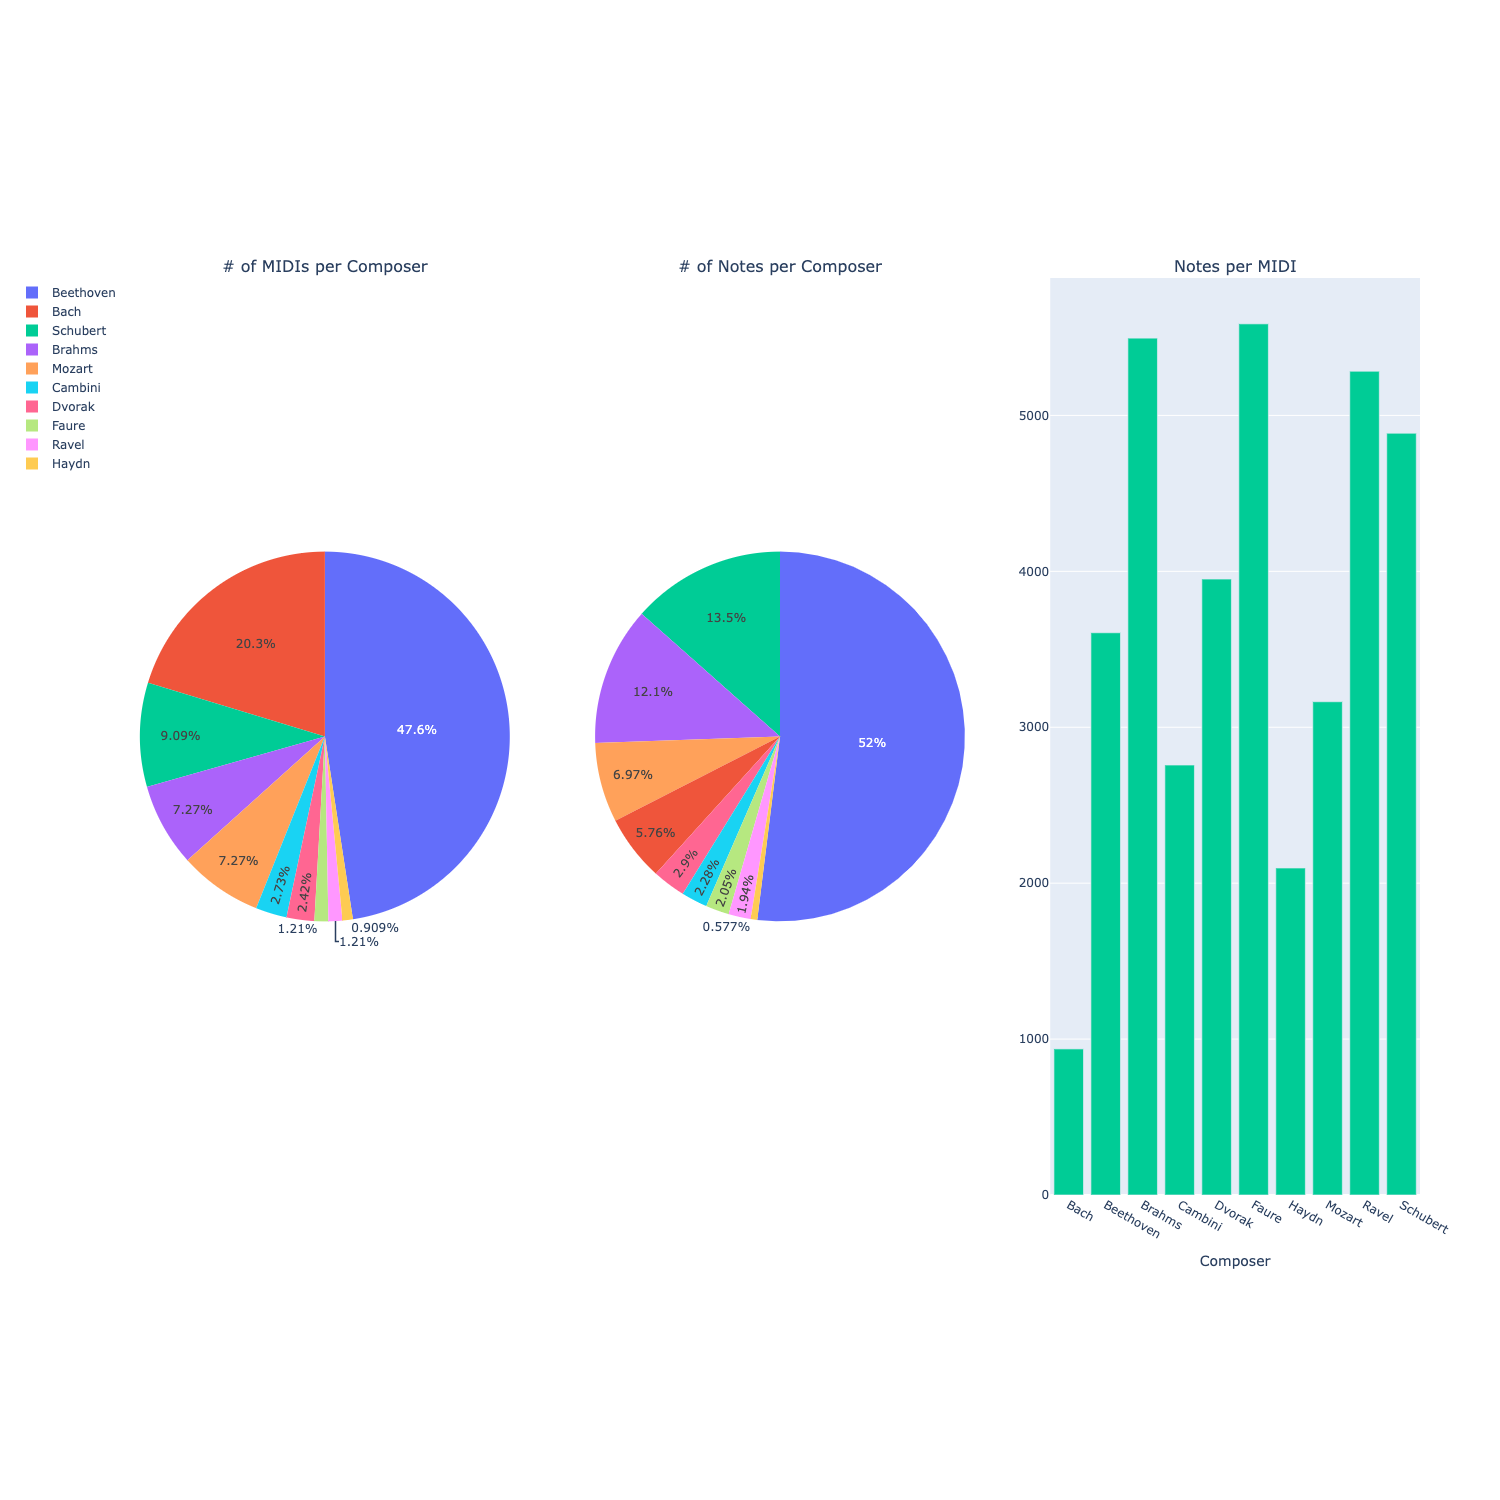 # of MIDIs per Composer
# of Notes per Composer
Notes per MIDI
Beethoven
Bach
Schubert
Brahms
Mozart
Cambini
Dvorak
Faure
Ravel
Haydn
47.6%
20.3%
9.09%
7.27%
7.27%
2.73%
2.42%
1.21%
1.21%
0.909%
52%
13.5%
12.1%
6.97%
5.76%
2.9%
2.28%
2.05%
1.94%
0.577%
5000
4000
3000
2000
1000
0
Bach
Beethoven
Brahms
Cambini
Dvorak
Faure
Haydn
Mozart
Ravel
Schubert
Composer